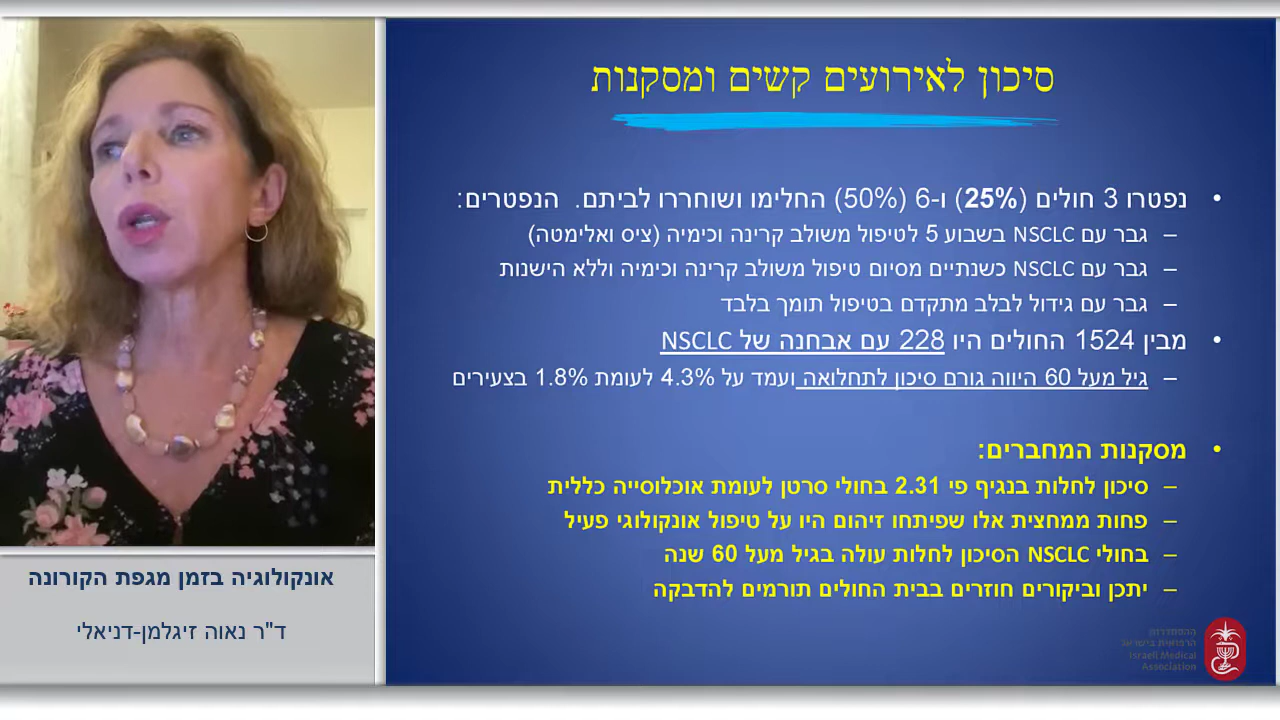 סיכון לאירועים קשים ומסקנות
• נפטרו 3 חולים (25%) ו-6 (50%) החלימו ושוחררו לביתם. הנפטרים:
– גבר עם NSCLC בשבוע 5 לטיפול משולב קרינה וכימיה (ציס ואלימטה)
– גבר עם NSCLC כשנתיים מסיום טיפול משולב קרינה וכימיה וללא הישנות
– גבר עם גידול לבלב מתקדם בטיפול תומך בלבד
• מבין 1524 החולים היו 228 עם אבחנה של NSCLC
– גיל מעל 60 היווה גורם סיכון לתחלואה ועמד על 4.3% לעומת 1.8% בצעירים
• מסקנות המחברים:
– סיכון לחלות בנגיף פי 2.31 בחולי סרטן לעומת אוכלוסייה כללית
– פחות ממחצית אלו שפיתחו זיהום היו על טיפול אונקולוגי פעיל
– בחולי NSCLC הסיכון לחלות עולה בגיל מעל 60 שנה
– יתכן וביקורים חוזרים בבית החולים תורמים להדבקה
אונקולוגיה בזמן מגפת הקורונה
ד"ר נאוה זיגלמן-דניאלי
ההסתדרות
הרפואית בישראל
Israeli Medical
Association